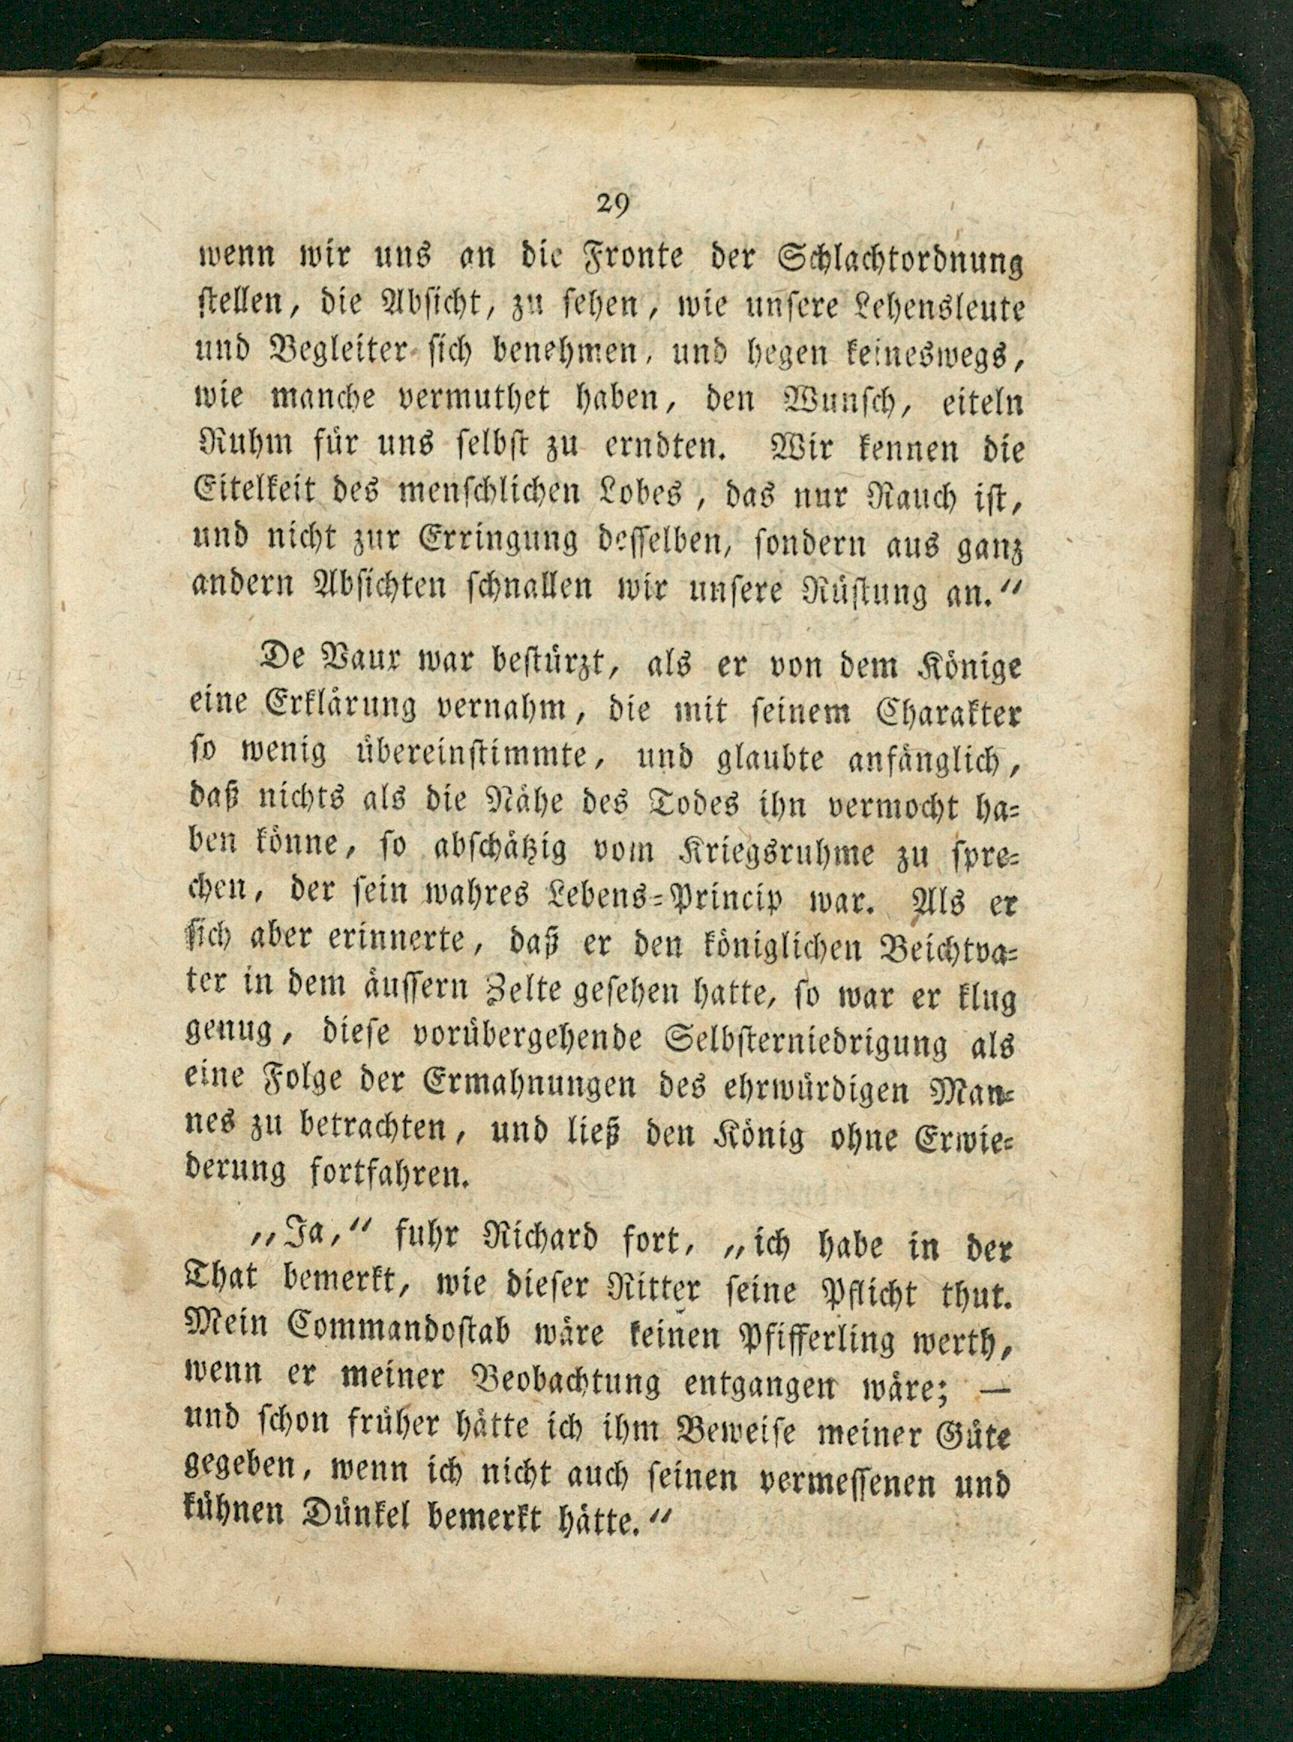 29
wenn wir uns an die Fronte der Schlachtordnung
stellen, die Absicht, zu sehen, wie unsere Lehensleute
und Begleiter sich benehmen, und hegen keineswegs,
wie manche vermuthet haben, den Wunsch, eiteln
Ruhm für uns selbst zu erndten. Wir kennen die
Eitelkeit des menschlichen Lobes, das nur Rauch ist,
und nicht zur Erringung desselben, sondern aus ganz
andern Absichten schnallen wir unsere Rüstung an.“
De Vaux war bestürzt, als er von dem Könige
eine Erklärung vernahm, die mit seinem Charakter
so wenig übereinstimmte, und glaubte anfänglich,
daß nichts als die Nähe des Todes ihn vermocht ha=
ben könne, so abschätzig vom Kriegsruhme zu spre=
chen, der sein wahres Lebens=Princip war. Als er
sich aber erinnerte, daß er den königlichen Beichtva=
ter in dem äussern Zelte gesehen hatte, so war er klug
genug, diese vorübergehende Selbsterniedrigung als
eine Folge der Ermahnungen des ehrwürdigen Man=
nes zu betrachten, und ließ den König ohne Erwie=
derung fortfahren.
„Ja,“ fuhr Richard fort, „ich habe in der
That bemerkt, wie dieser Ritter seine Pflicht thut.
Mein Commandostab wäre keinen Pfifferling werth,
wenn er meiner Beobachtung entgangen wäre; —
und schon früher hätte ich ihm Beweise meiner Güte
gegeben, wenn ich nicht auch seinen vermessenen und
kühnen Dünkel bemerkt hätte.“